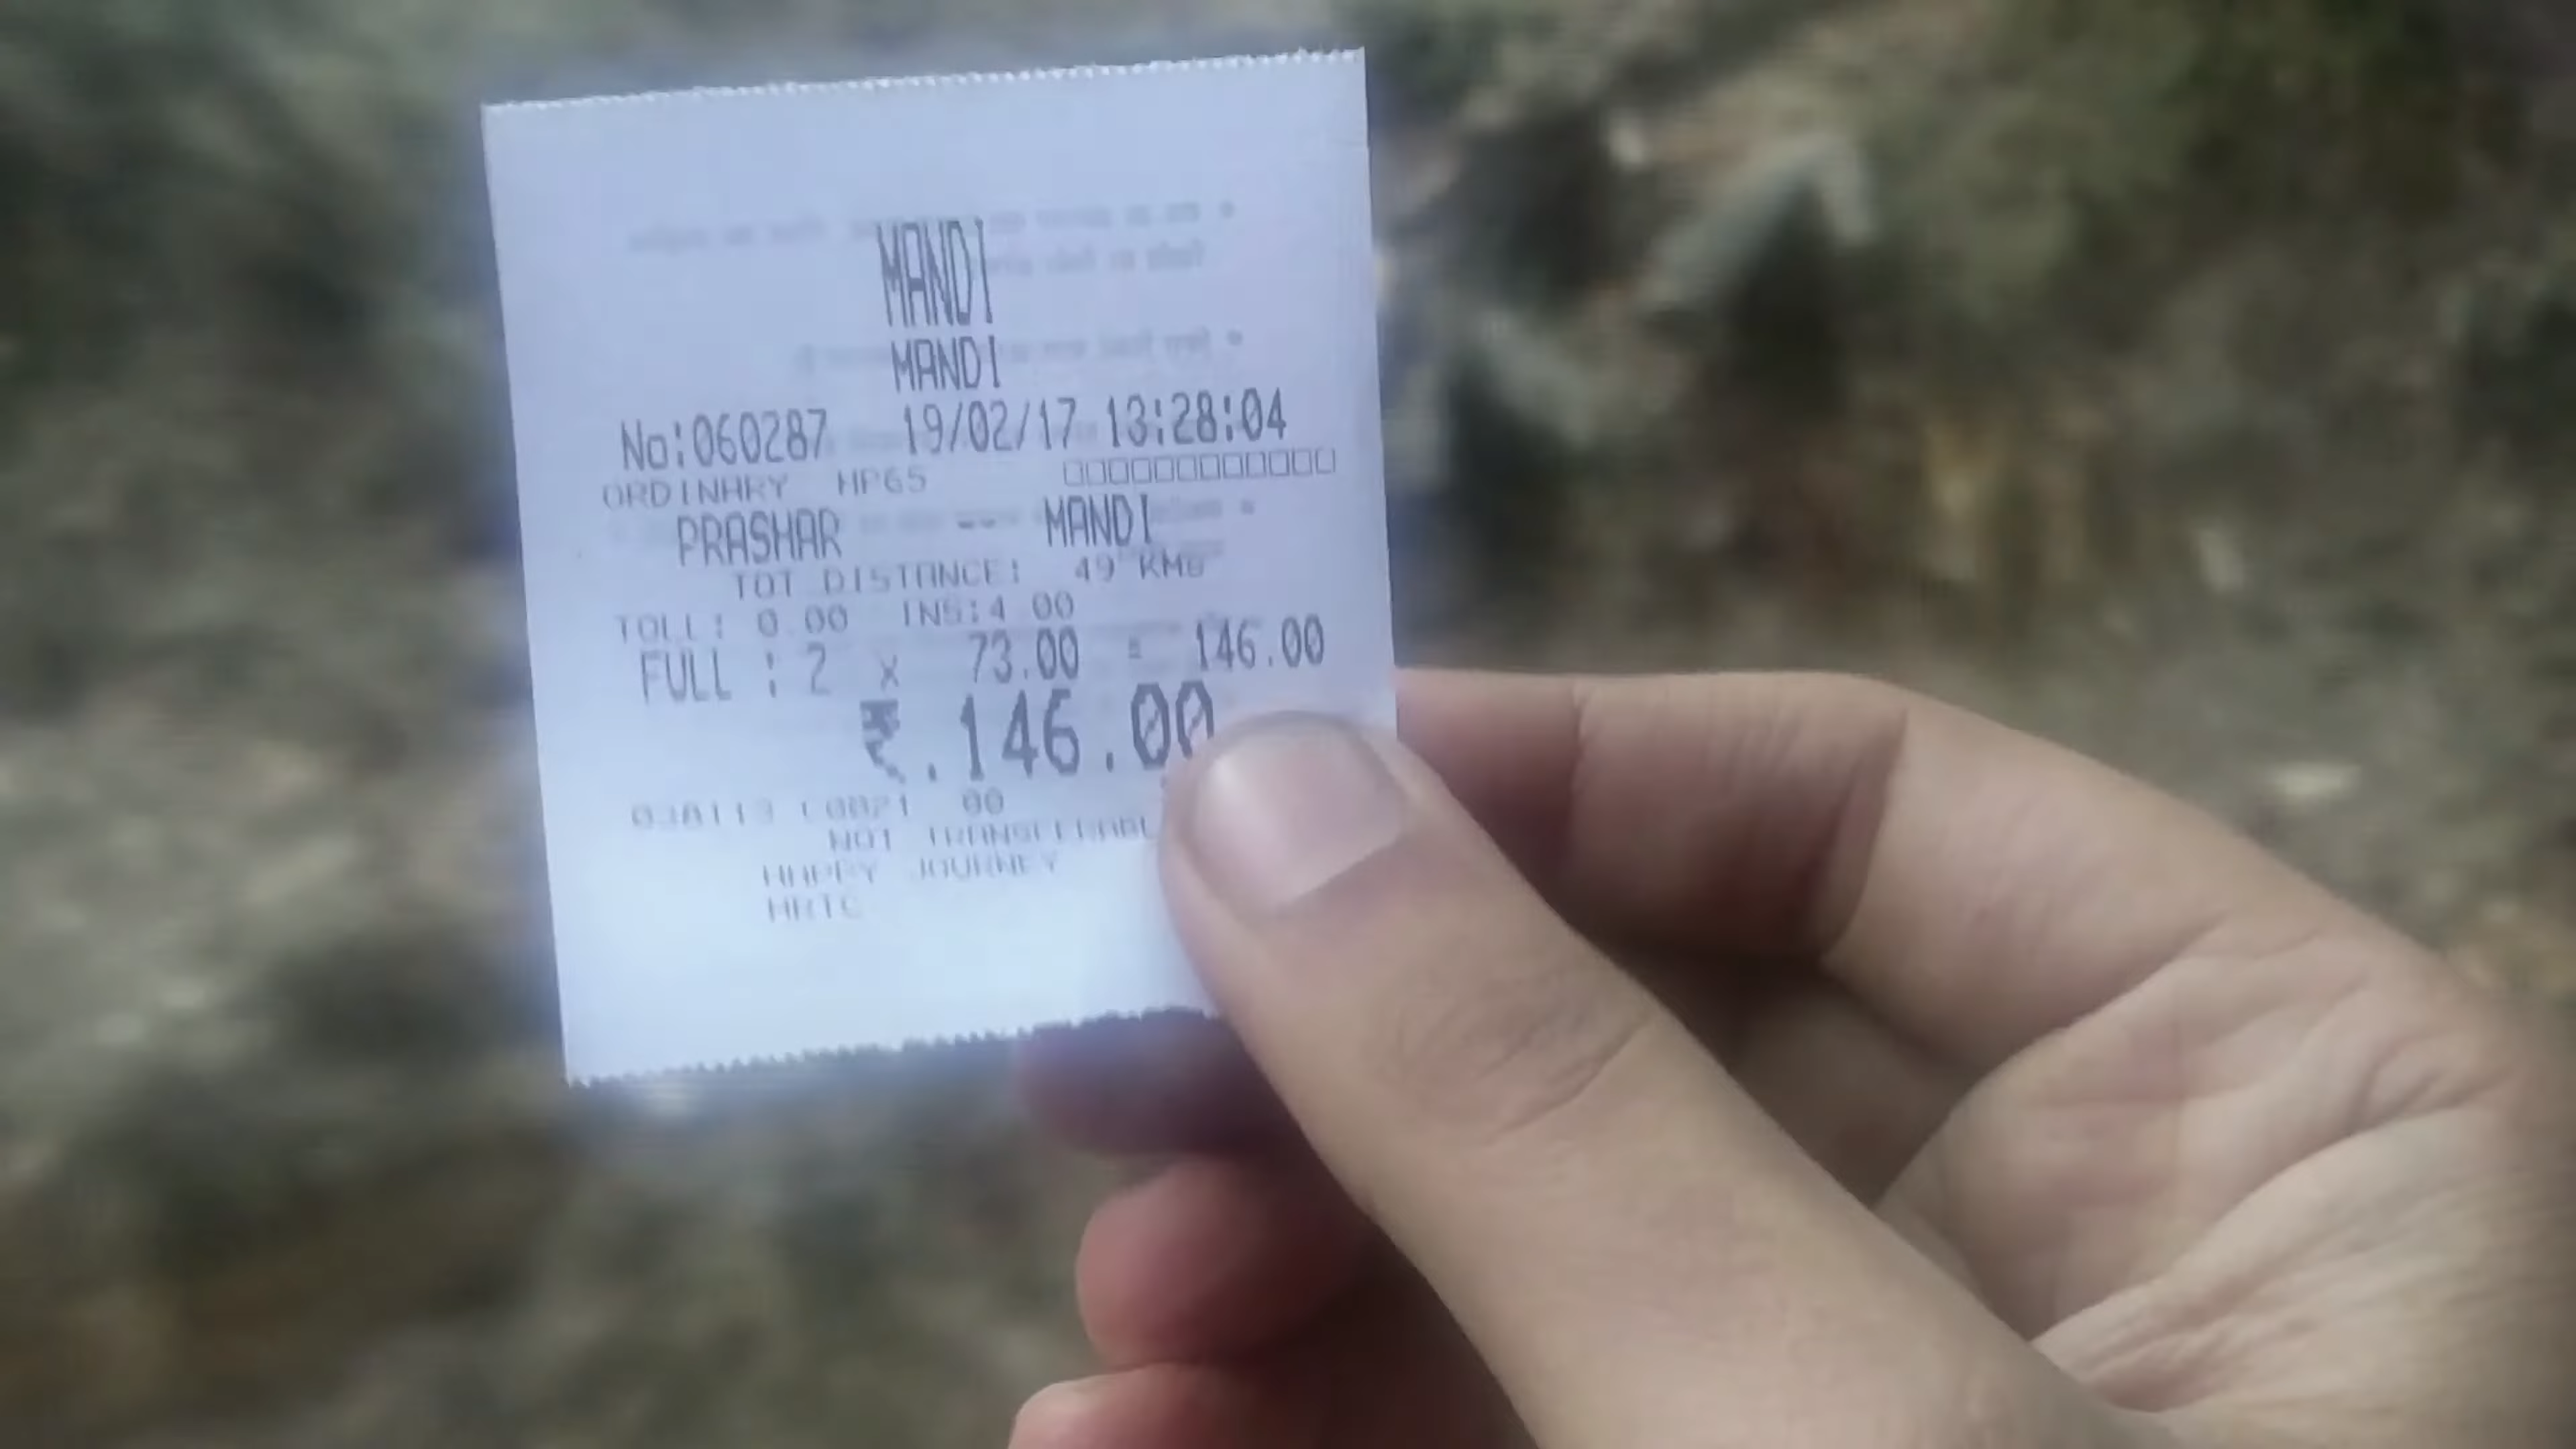 MANDI
MANDI
No:060287 19/02/17 13:28:04
ORDINARY HP65
PRASHAR -- MANDI
TOT DISTANCE: 49 KMs
TOLL: 0.00 INS:4 00
FULL : 2 x 73.00 = 146.00
₹.146.00
00
NOT
HAPPY JOURNEY
HRTC